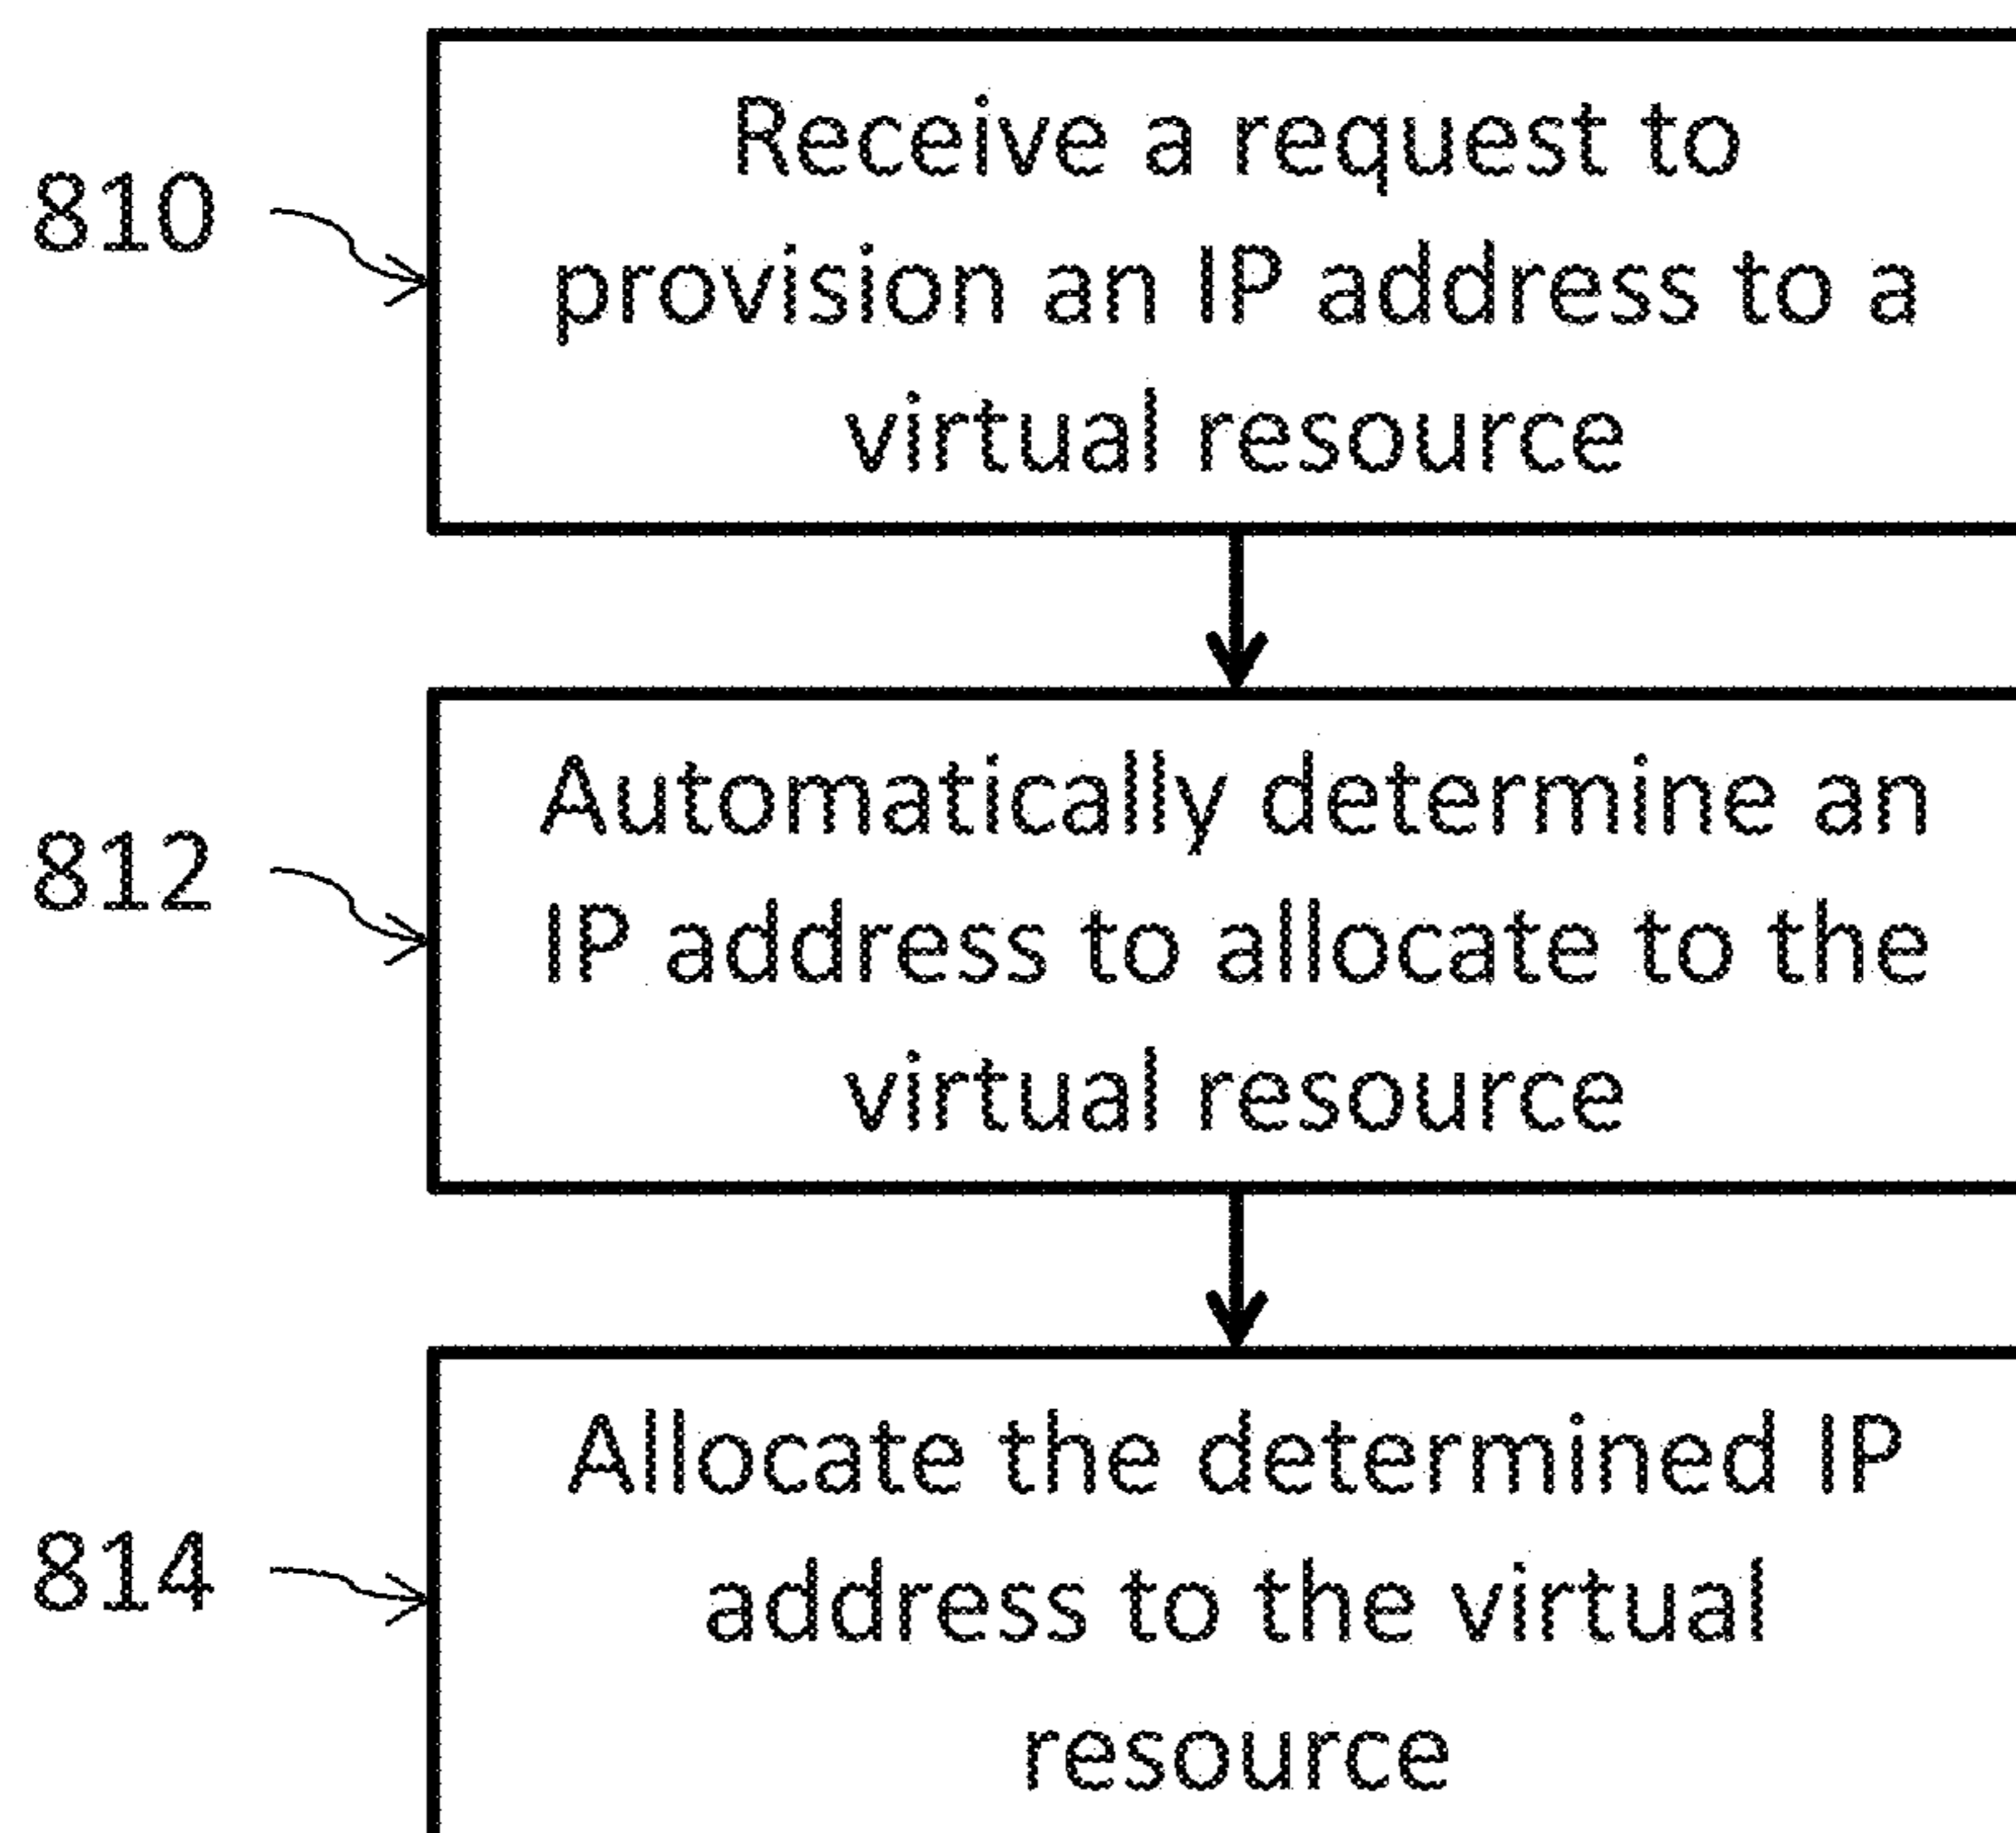 810
Receive a request to
provision an IP address to a
virtual resource
812
Automatically determine an
IP address to allocate to the
virtual resource
814
Allocate the determined IP
address to the virtual
resource